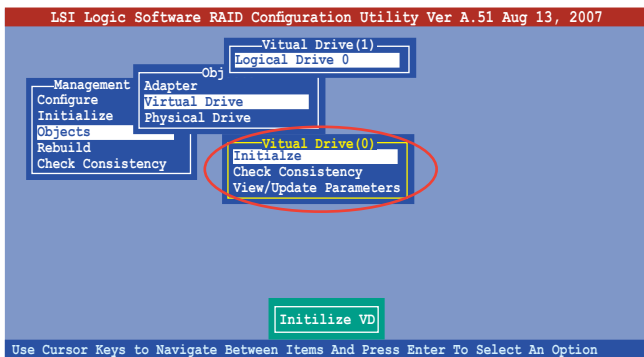 LSI Logic Software RAID Configuration Utility Ver A.51 Aug 13, 2007
Vitual Drive(1)
Logical Drive 0
Obj
Adapter
Virtual Drive
Physical Drive
Management
Configure
Initialize
Objects
Rebuild
Check Consistency
Vitual Drive(0)
Initialze
Check Consistency
View/Update Parameters
Initilize VD
Use Cursor Keys to Navigate Between Items And Press Enter To Select An Option